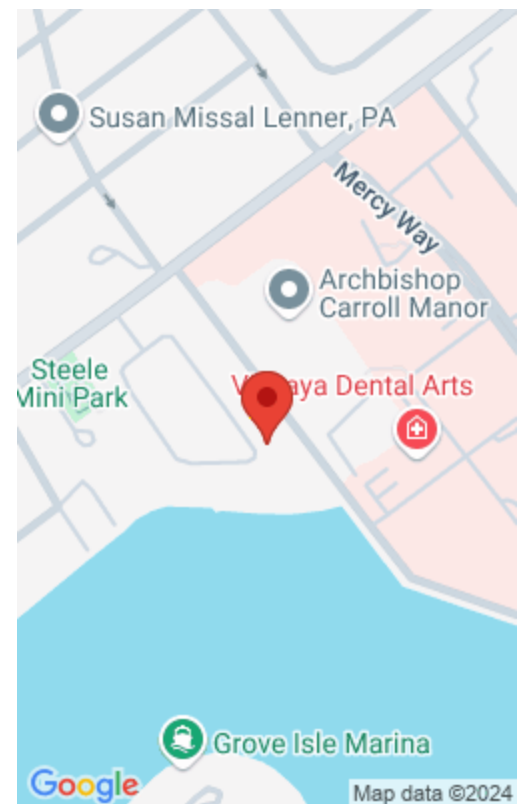 Susan Missal Lenner, PA
Mercy Way
Archbishop
Carroll Manor
Steele
Mini Park
aya Dental Arts
Grove Isle Marina
Google
Map data ©2024